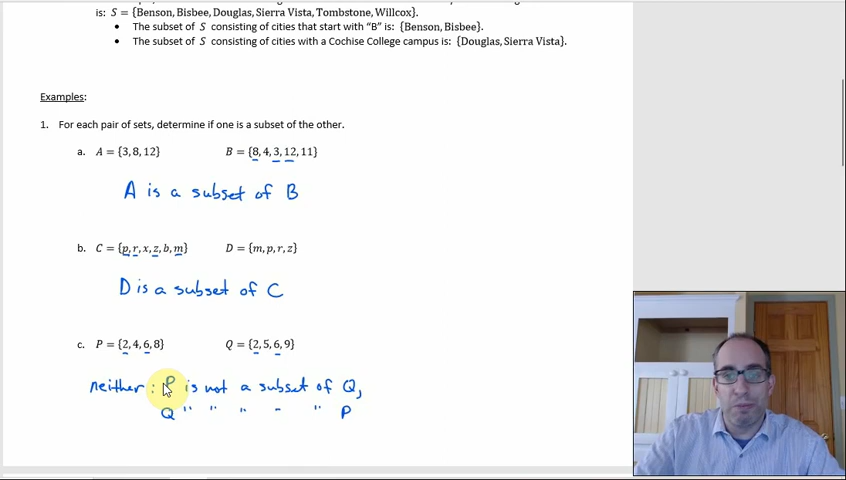 is: S = {Benson, Bisbee, Douglas, Sierra Vista, Tombstone, Willcox}.
• The subset of S consisting of cities that start with “B” is: {Benson, Bisbee}.
• The subset of S consisting of cities with a Cochise College campus is: {Douglas, Sierra Vista}.
Examples:
1. For each pair of sets, determine if one is a subset of the other.
a. A = {3, 8, 12} B = {8, 4, 3, 12, 11}
A is a subset of B
b. C = {p, r, x, z, b, m} D = {m, p, r, z}
D is a subset of C
c. P = {2, 4, 6, 8} Q = {2, 5, 6, 9}
neither: P is not a subset of Q,
Q " " " " " P